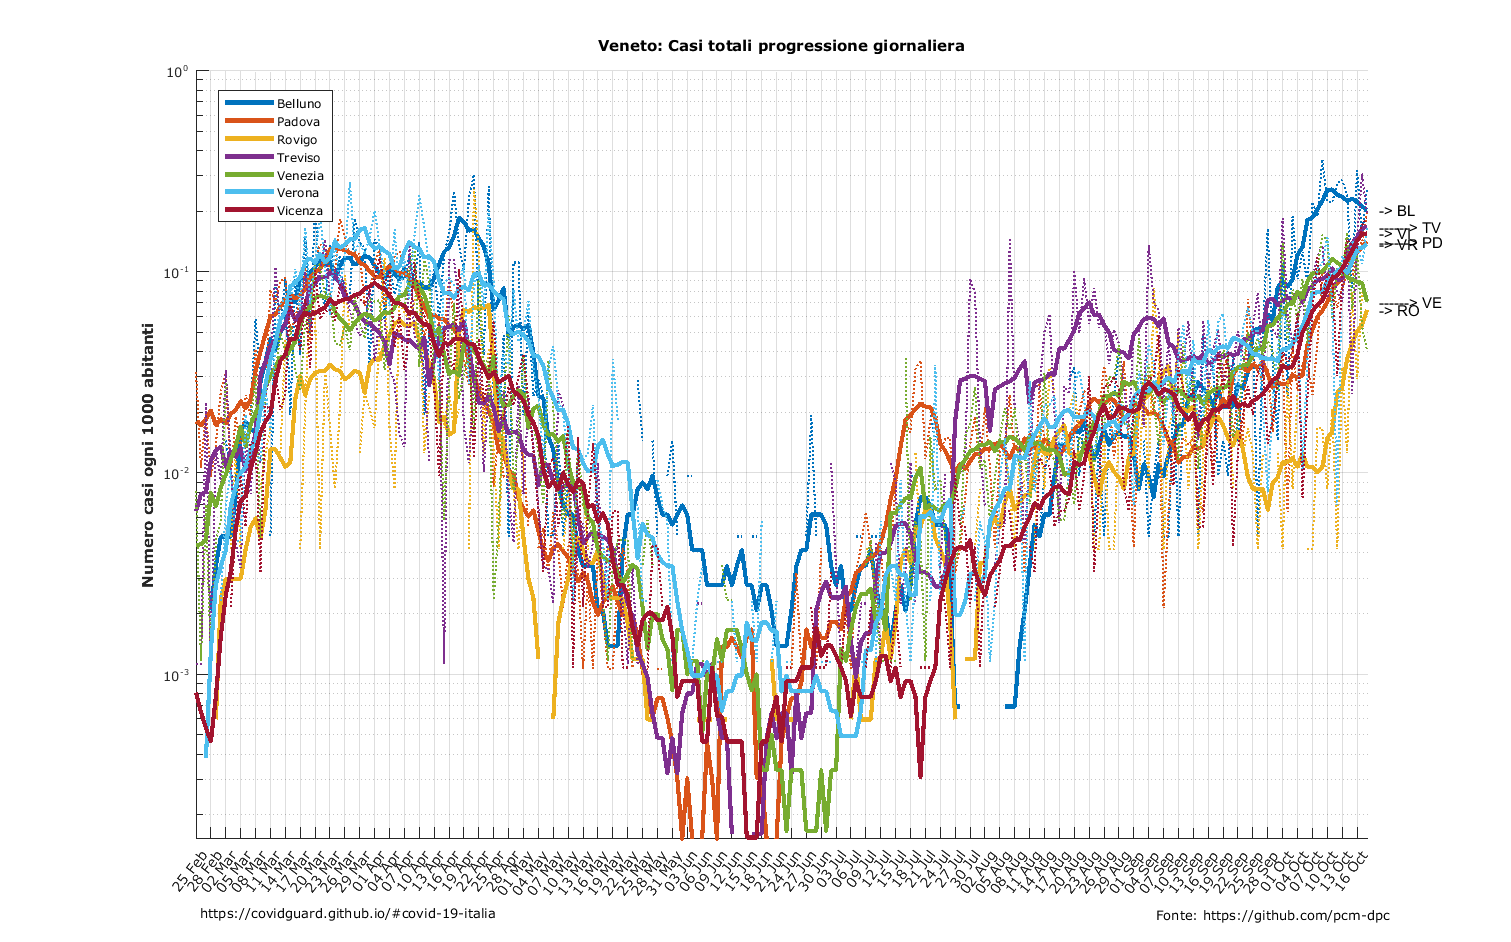 Veneto: Casi totali progressione giornaliera
Numero casi ogni 1000 abitanti
10⁰
10⁻¹
10⁻²
10⁻³
Belluno
Padova
Rovigo
Treviso
Venezia
Verona
Vicenza
-> BL
-----> TV
-> VI
-----> PD
-> VR
-----> VE
-> RO
25 Feb
28 Feb
02 Mar
05 Mar
08 Mar
11 Mar
14 Mar
17 Mar
20 Mar
23 Mar
26 Mar
29 Mar
01 Apr
04 Apr
07 Apr
10 Apr
13 Apr
16 Apr
19 Apr
22 Apr
25 Apr
28 Apr
01 May
04 May
07 May
10 May
13 May
16 May
19 May
22 May
25 May
28 May
31 May
03 Jun
06 Jun
09 Jun
12 Jun
15 Jun
18 Jun
21 Jun
24 Jun
27 Jun
30 Jun
03 Jul
06 Jul
09 Jul
12 Jul
15 Jul
18 Jul
21 Jul
24 Jul
27 Jul
30 Jul
02 Aug
05 Aug
08 Aug
11 Aug
14 Aug
17 Aug
20 Aug
23 Aug
26 Aug
29 Aug
01 Sep
04 Sep
07 Sep
10 Sep
13 Sep
16 Sep
19 Sep
22 Sep
25 Sep
28 Sep
01 Oct
04 Oct
07 Oct
10 Oct
13 Oct
16 Oct
https://covidguard.github.io/#covid-19-italia
Fonte: https://github.com/pcm-dpc